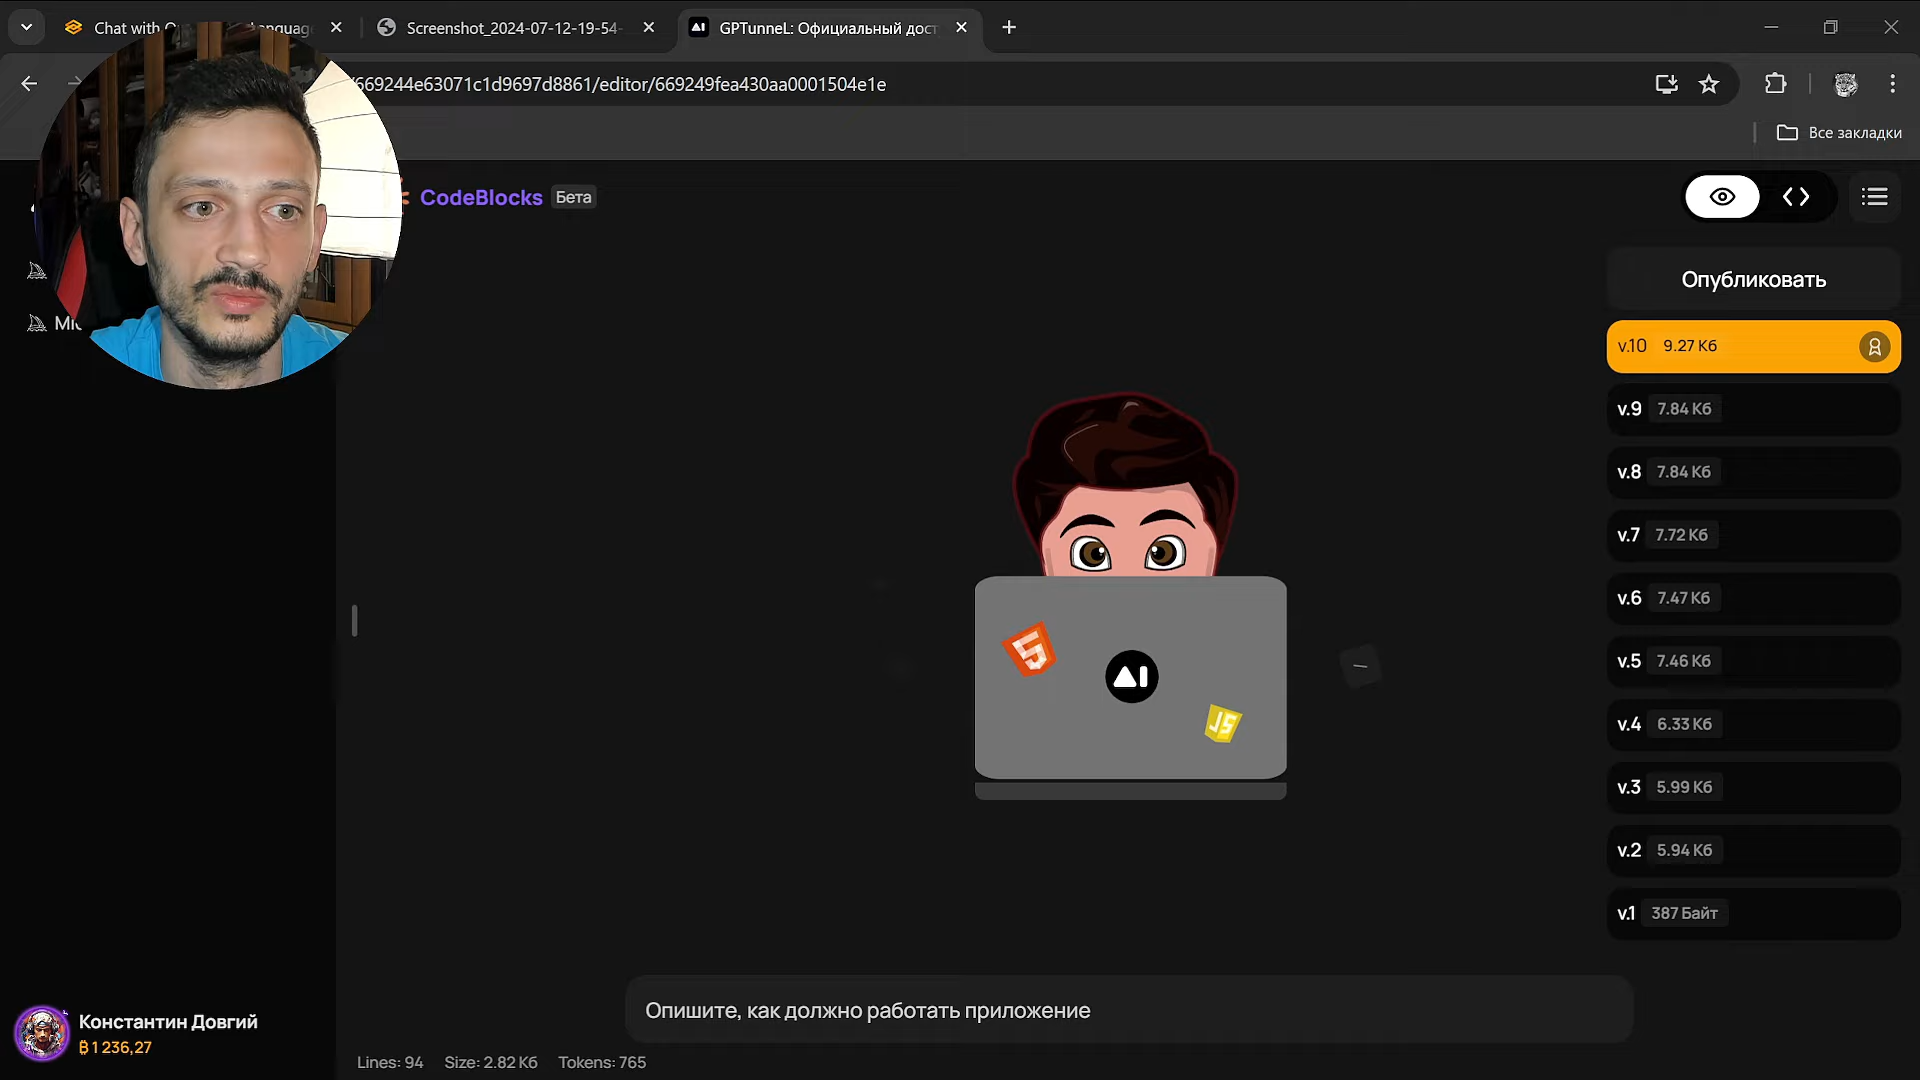 Chat with
anguage
Screenshot_2024-07-12-19-54-
GPTunneL: Официальный дост
669244e63071c1d9697d8861/editor/669249fea430aa0001504e1e
Все закладки
CodeBlocks
Бета
Опубликовать
v.10 9.27 Кб
v.9 7.84 Кб
v.8 7.84 Кб
v.7 7.72 Кб
v.6 7.47 Кб
v.5 7.46 Кб
v.4 6.33 Кб
v.3 5.99 Кб
v.2 5.94 Кб
v.1 387 Байт
AI
JS
Опишите, как должно работать приложение
Константин Довгий
฿ 1 236,27
Lines: 94 Size: 2.82 Кб Tokens: 765